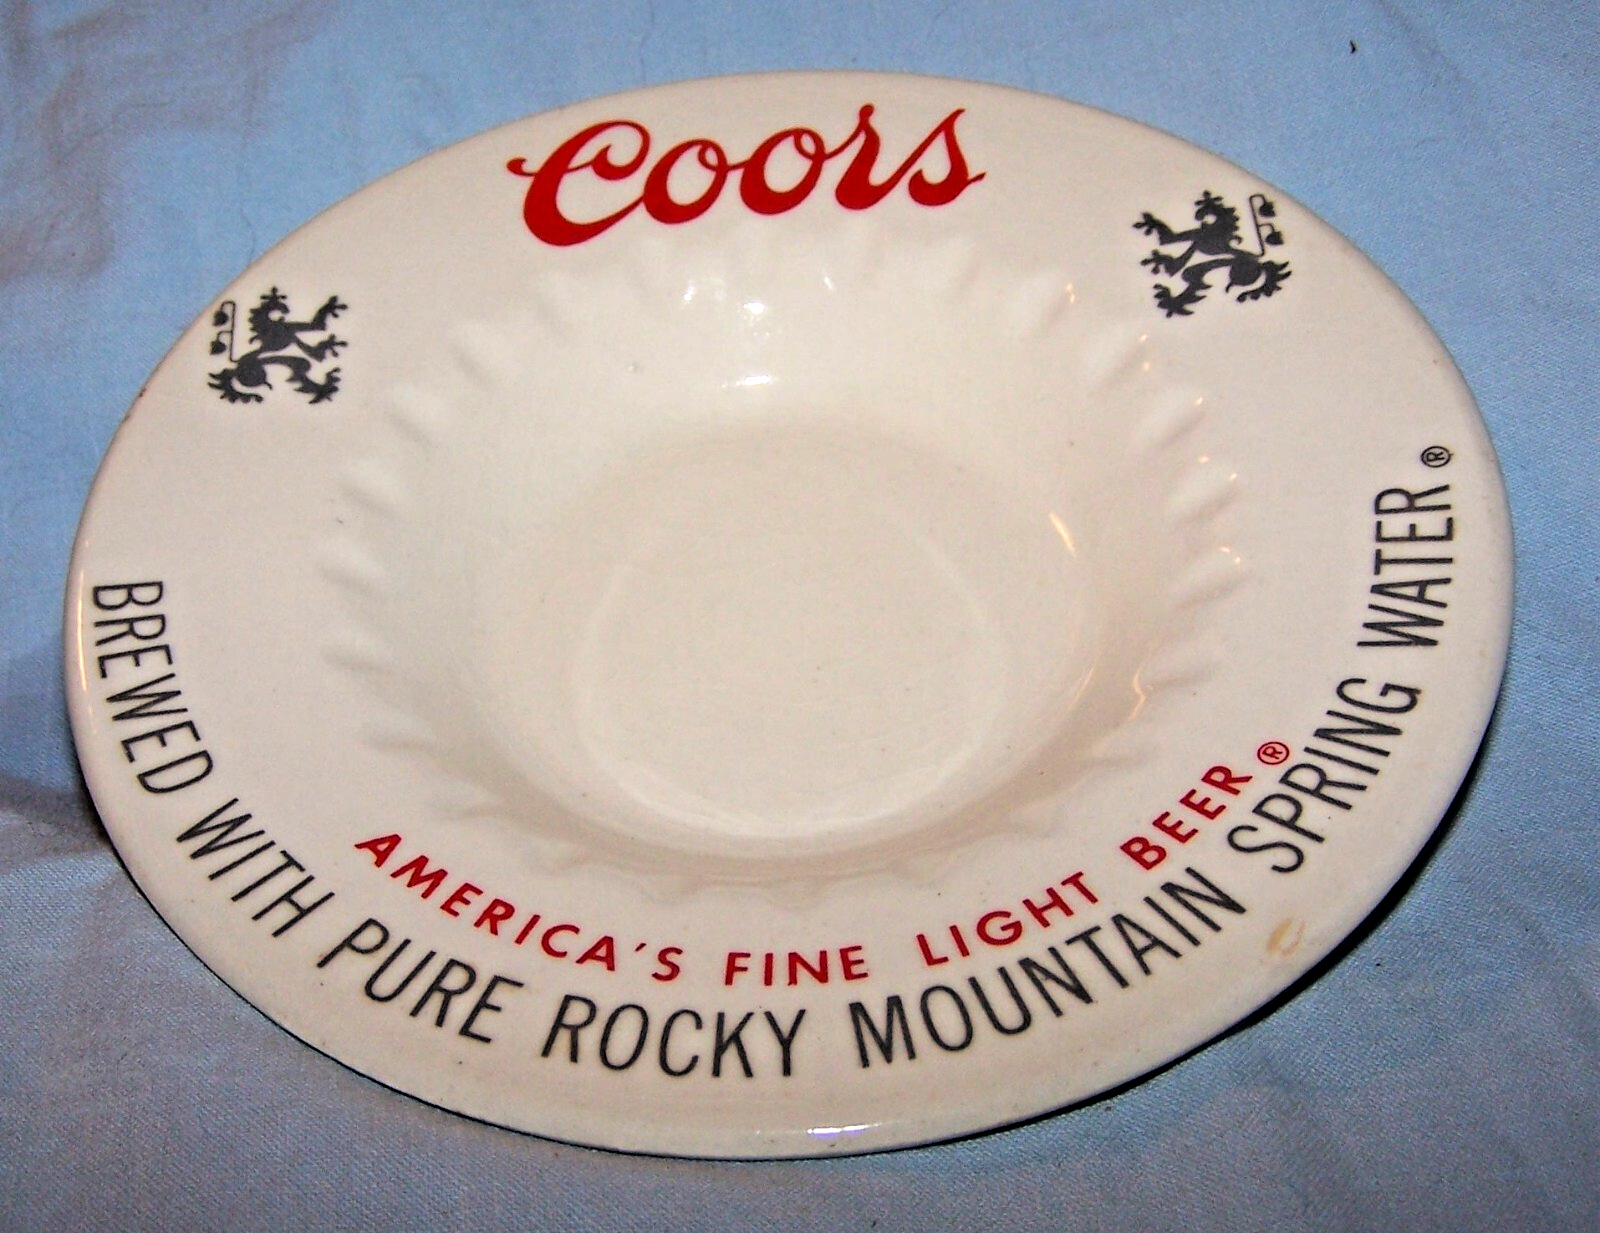 Coors
AMERICA'S FINE LIGHT BEER®
BREWED WITH PURE ROCKY MOUNTAIN SPRING WATER®